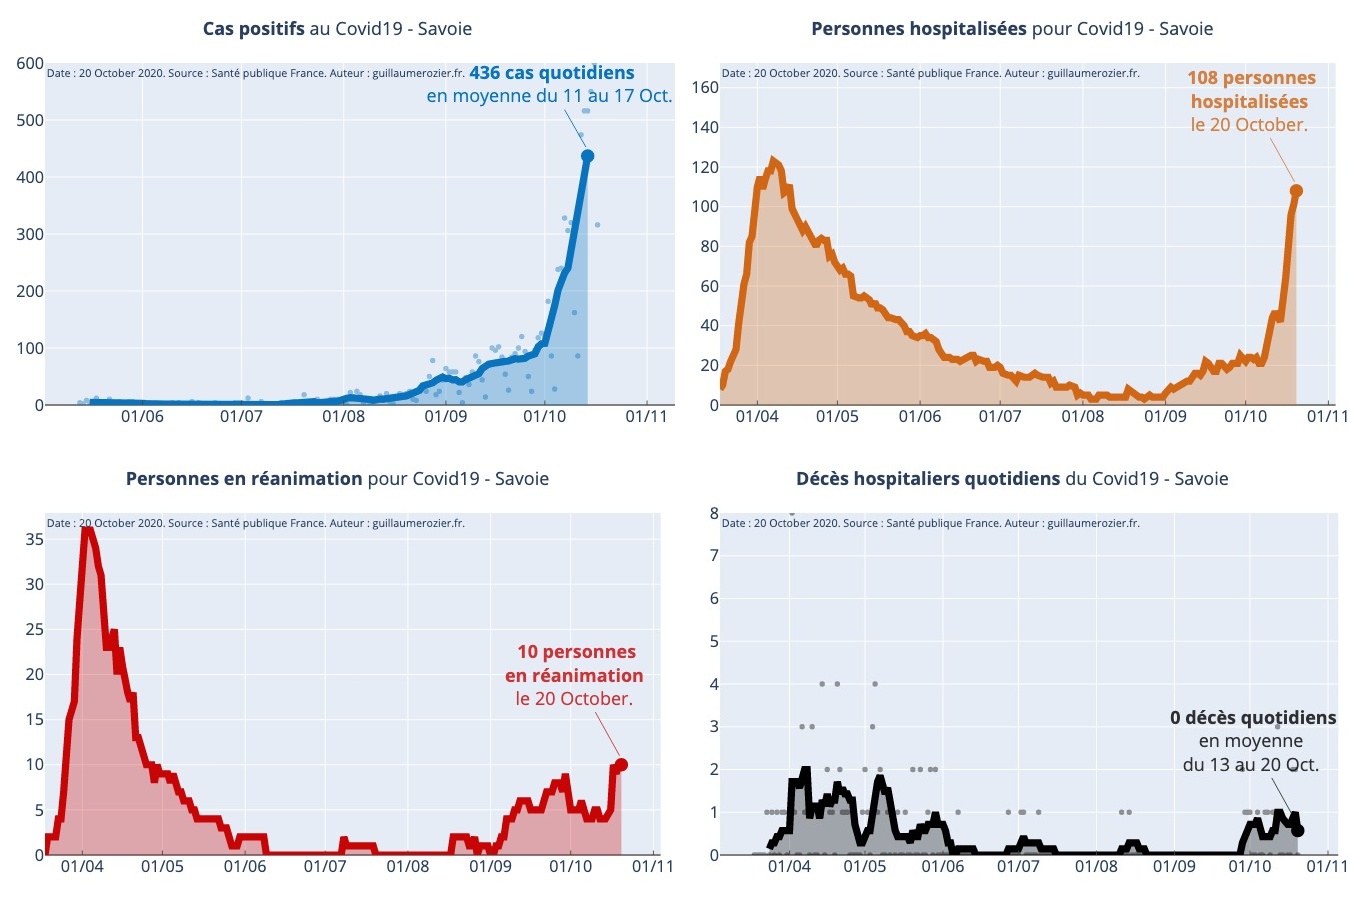 Cas positifs au Covid19 - Savoie
Date : 20 October 2020. Source : Santé publique France. Auteur : guillaumerozier.fr.
436 cas quotidiens
en moyenne du 11 au 17 Oct.
600
500
400
300
200
100
0
01/06 01/07 01/08 01/09 01/10 01/11
Personnes hospitalisées pour Covid19 - Savoie
Date : 20 October 2020. Source : Santé publique France. Auteur : guillaumerozier.fr.
108 personnes
hospitalisées
le 20 October.
160
140
120
100
80
60
40
20
0
01/04 01/05 01/06 01/07 01/08 01/09 01/10 01/11
Personnes en réanimation pour Covid19 - Savoie
Date : 20 October 2020. Source : Santé publique France. Auteur : guillaumerozier.fr.
10 personnes
en réanimation
le 20 October.
35
30
25
20
15
10
5
0
01/04 01/05 01/06 01/07 01/08 01/09 01/10 01/11
Décès hospitaliers quotidiens du Covid19 - Savoie
Date : 20 October 2020. Source : Santé publique France. Auteur : guillaumerozier.fr.
0 décès quotidiens
en moyenne
du 13 au 20 Oct.
8
7
6
5
4
3
2
1
0
01/04 01/05 01/06 01/07 01/08 01/09 01/10 01/11